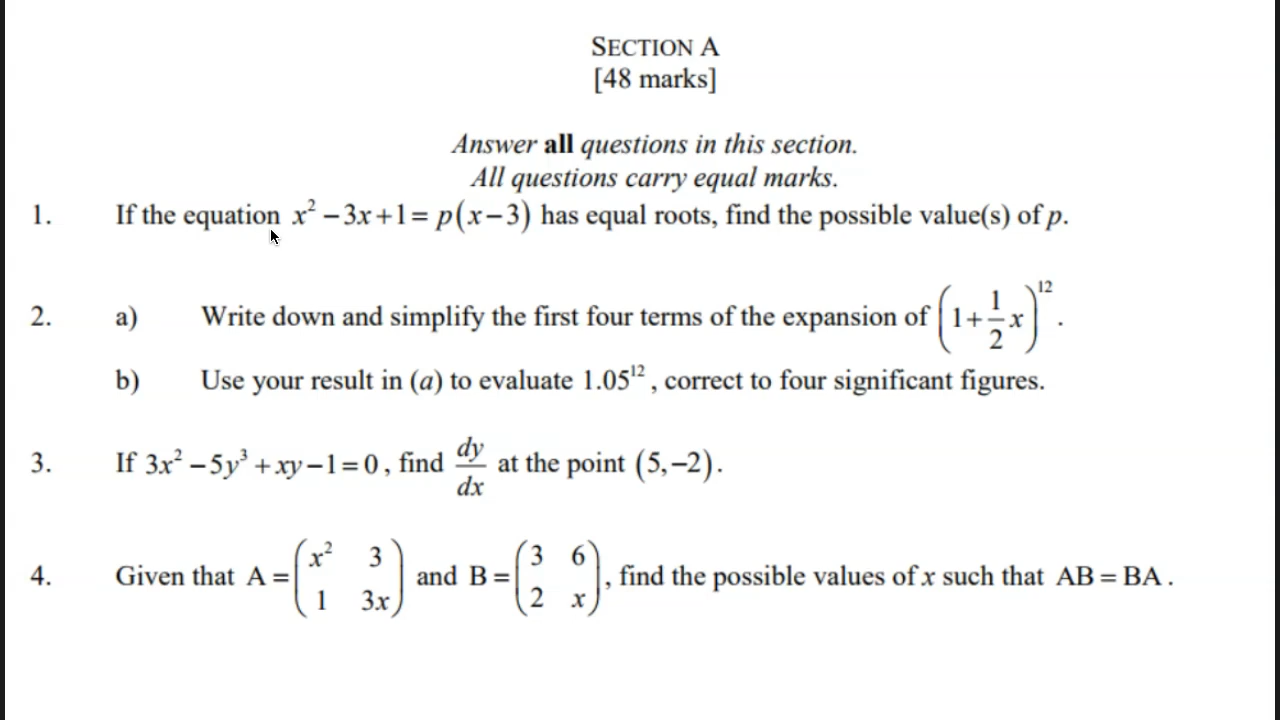 SECTION A
[48 marks]
Answer all questions in this section.
All questions carry equal marks.
1. If the equation x² − 3x + 1 = p(x − 3) has equal roots, find the possible value(s) of p.
2. a) Write down and simplify the first four terms of the expansion of (1 + 1/2 x)¹² .
b) Use your result in (a) to evaluate 1.05¹² , correct to four significant figures.
3. If 3x² − 5y³ + xy − 1 = 0 , find dy/dx at the point (5, −2).
4. Given that A = (x² 3 / 1 3x) and B = (3 6 / 2 x) , find the possible values of x such that AB = BA .